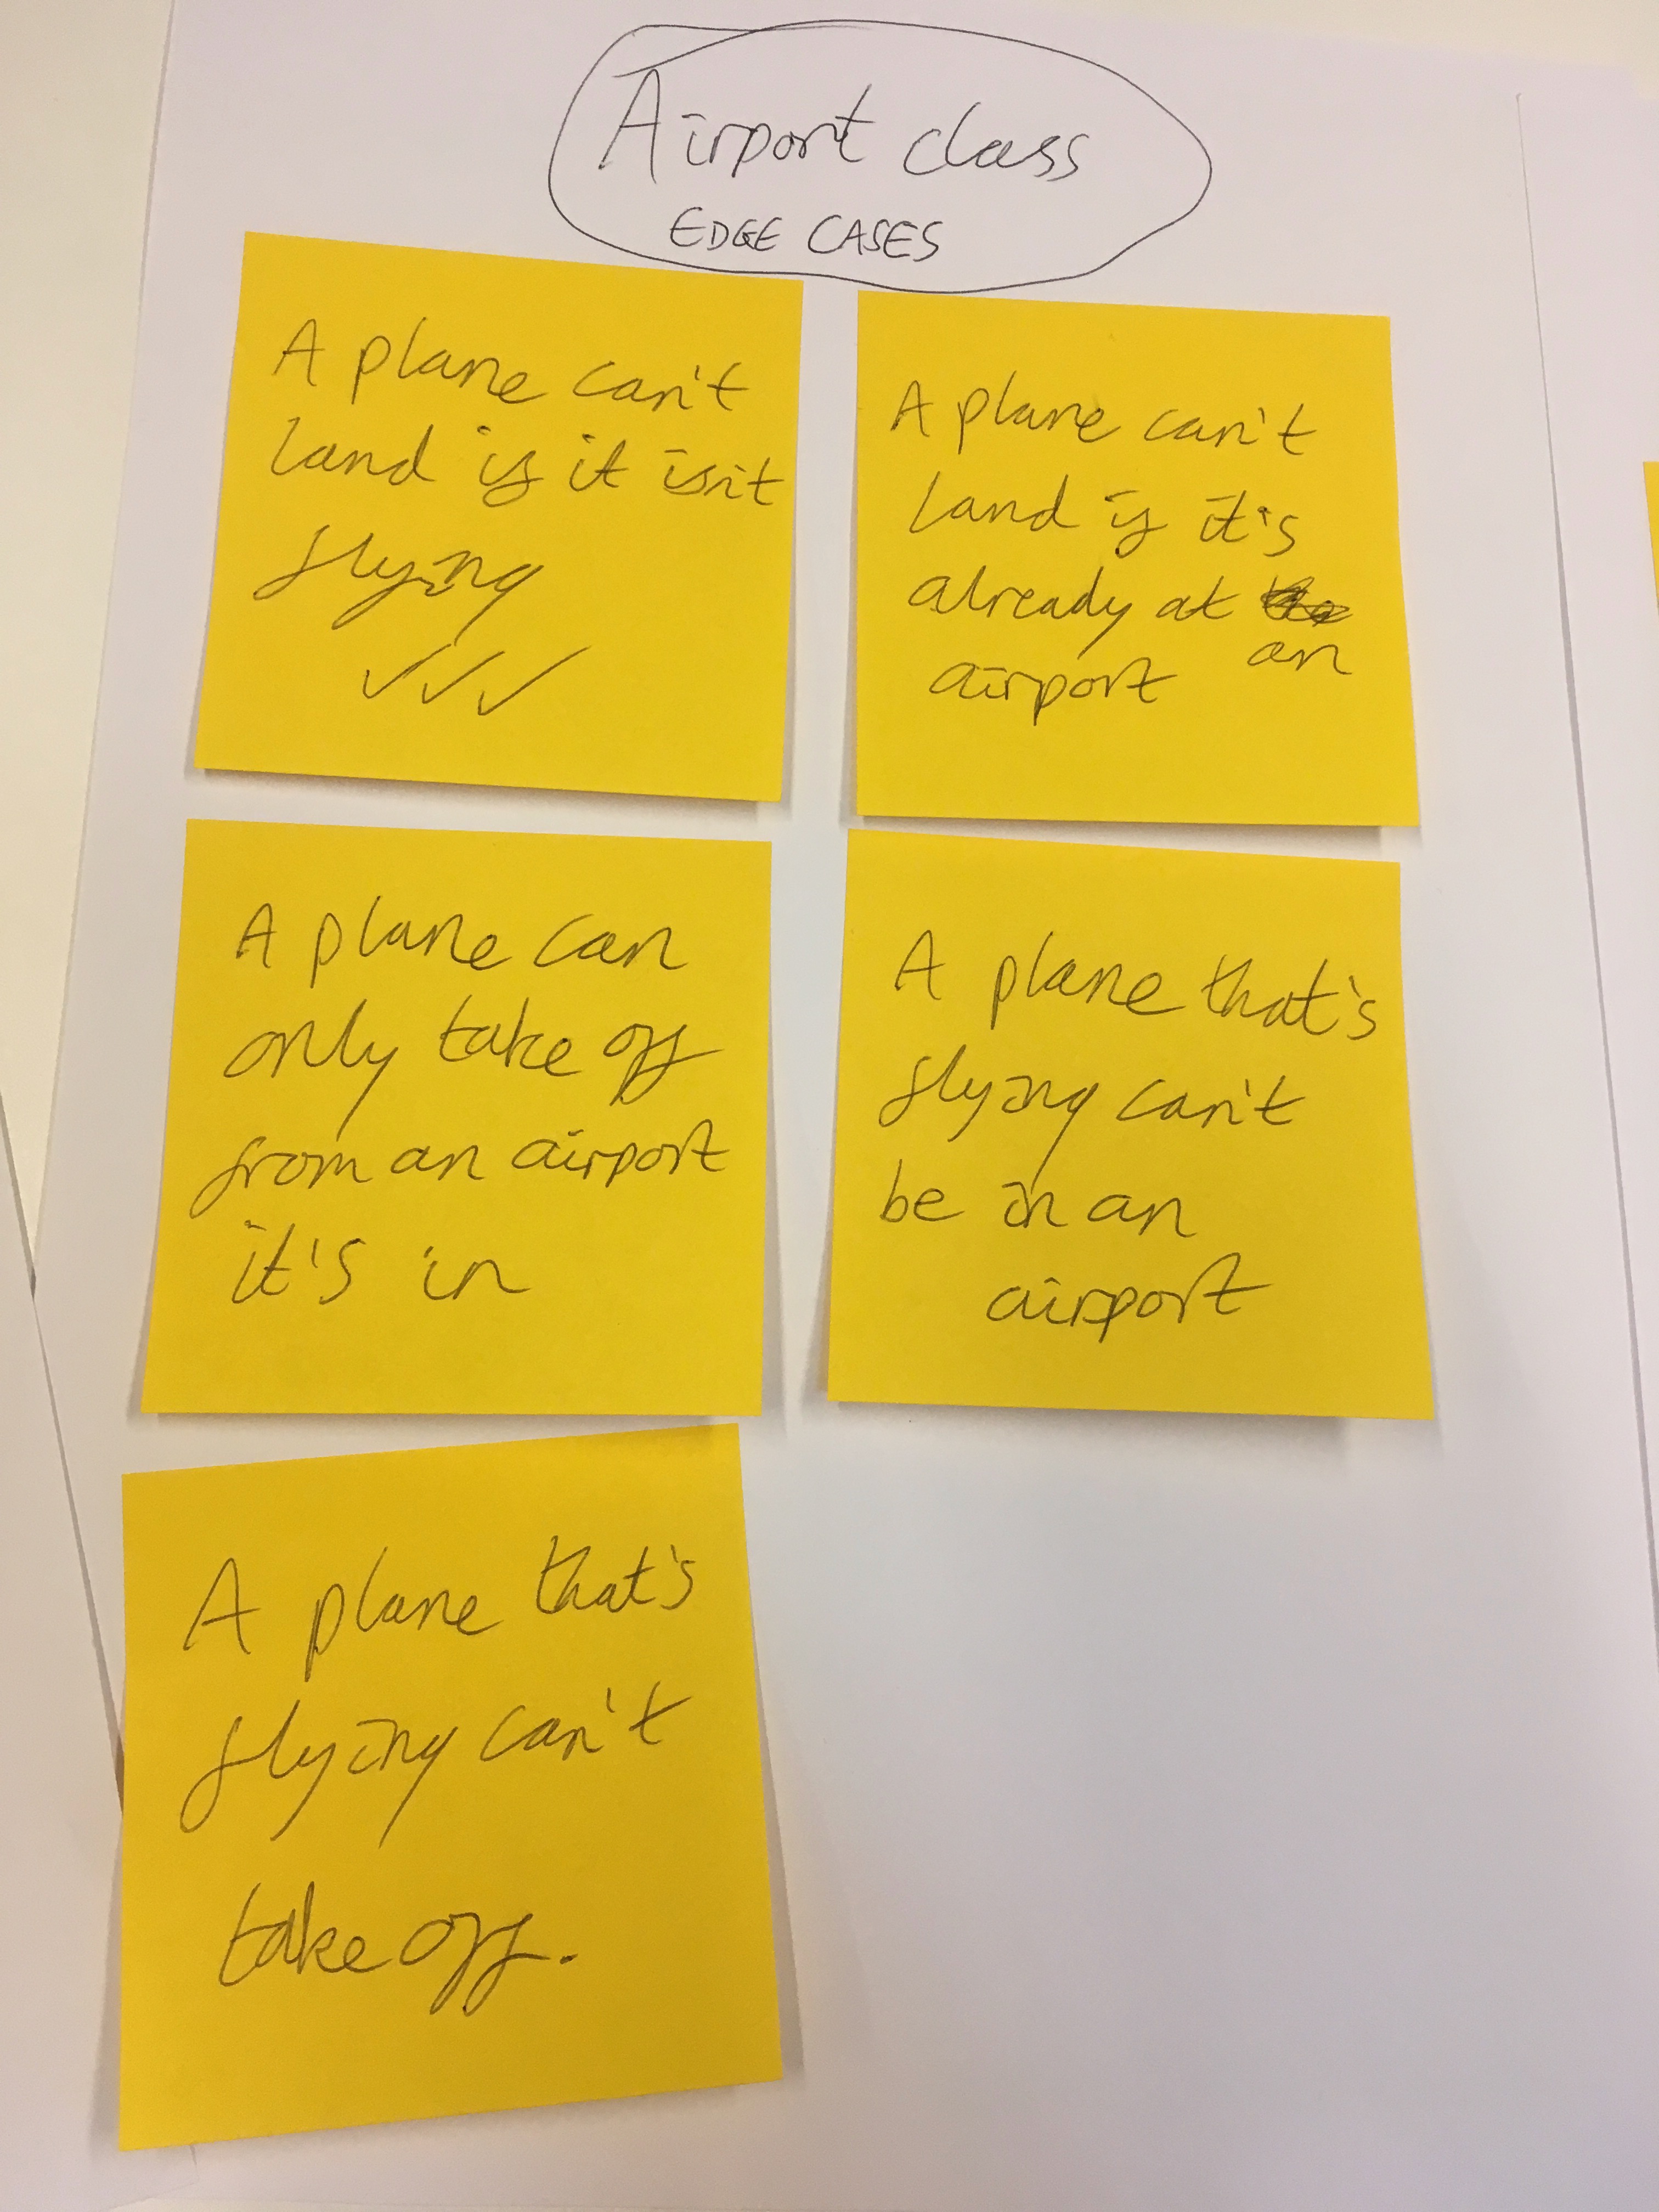 Airport class
EDGE CASES
A plane can't
land if it isn't
flying
✓✓✓
A plane can't
land if it's
already at
an
airport
A plane can
only take off
from an airport
it's in
A plane that's
flying can't
be in an
airport
A plane that's
flying can't
take off.